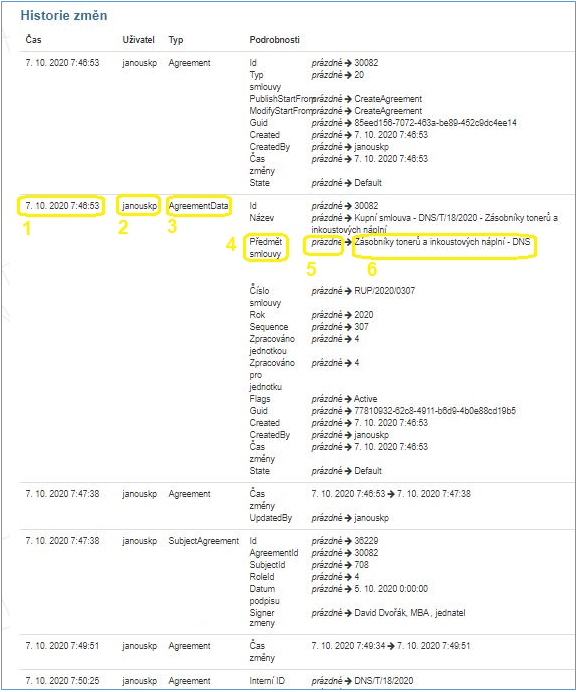 Historie změn
Čas Uživatel Typ Podrobnosti
7. 10. 2020 7:46:53 janouskp Agreement Id prázdné → 30082
Typ smlouvy prázdné → 20
PublishStartFrom prázdné → CreateAgreement
ModifyStartFrom prázdné → CreateAgreement
Guid prázdné → 85eed156-7072-463a-be89-452c9dc4ee14
Created prázdné → 7. 10. 2020 7:46:53
CreatedBy prázdné → janouskp
Čas změny prázdné → 7. 10. 2020 7:46:53
State prázdné → Default
7. 10. 2020 7:46:53 janouskp AgreementData Id prázdné → 30082
1 2 3
Název prázdné → Kupní smlouva - DNS/T/18/2020 - Zásobníky tonerů a
inkoustových náplní
4 Předmět smlouvy prázdné → Zásobníky tonerů a inkoustových náplní - DNS
5 6
Číslo smlouvy prázdné → RUP/2020/0307
Rok prázdné → 2020
Sequence prázdné → 307
Zpracováno jednotkou prázdné → 4
Zpracováno pro jednotku prázdné → 4
Flags prázdné → Active
Guid prázdné → 77810932-62c8-4911-b6d9-4b0e88cd19b5
Created prázdné → 7. 10. 2020 7:46:53
CreatedBy prázdné → janouskp
Čas změny prázdné → 7. 10. 2020 7:46:53
State prázdné → Default
7. 10. 2020 7:47:38 janouskp Agreement Čas změny 7. 10. 2020 7:46:53 → 7. 10. 2020 7:47:38
UpdatedBy prázdné → janouskp
7. 10. 2020 7:47:38 janouskp SubjectAgreement Id prázdné → 36229
AgreementId prázdné → 30082
SubjectId prázdné → 708
RoleId prázdné → 4
Datum podpisu prázdné → 5. 10. 2020 0:00:00
Signer zmeny prázdné → David Dvořák, MBA , jednatel
7. 10. 2020 7:49:51 janouskp Agreement Čas změny 7. 10. 2020 7:49:34 → 7. 10. 2020 7:49:51
7. 10. 2020 7:50:25 janouskp Agreement Interní ID prázdné → DNS/T/18/2020